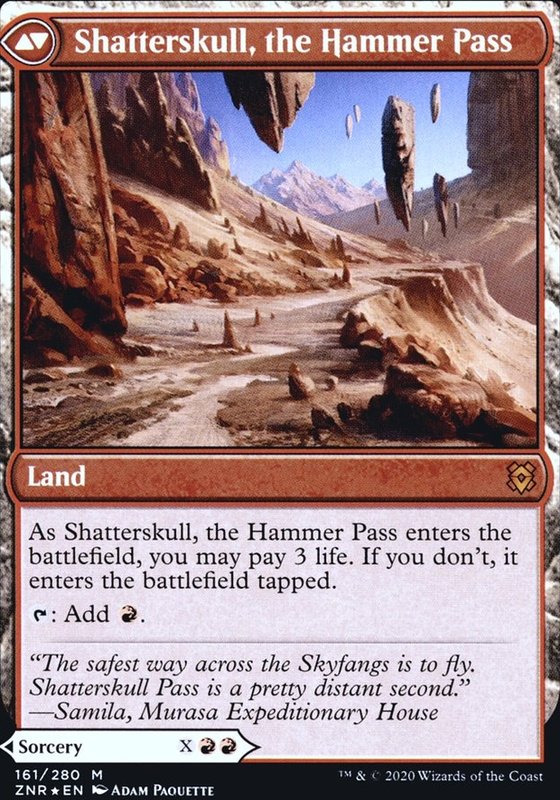 Shatterskull, the Hammer Pass
Land
As Shatterskull, the Hammer Pass enters the
battlefield, you may pay 3 life. If you don't, it
enters the battlefield tapped.
: Add .
"The safest way across the Skyfangs is to fly.
Shatterskull Pass is a pretty distant second."
—Samila, Murasa Expeditionary House
Sorcery X
161/280 M
ZNR ★ EN Adam Paquette
™ & © 2020 Wizards of the Coast